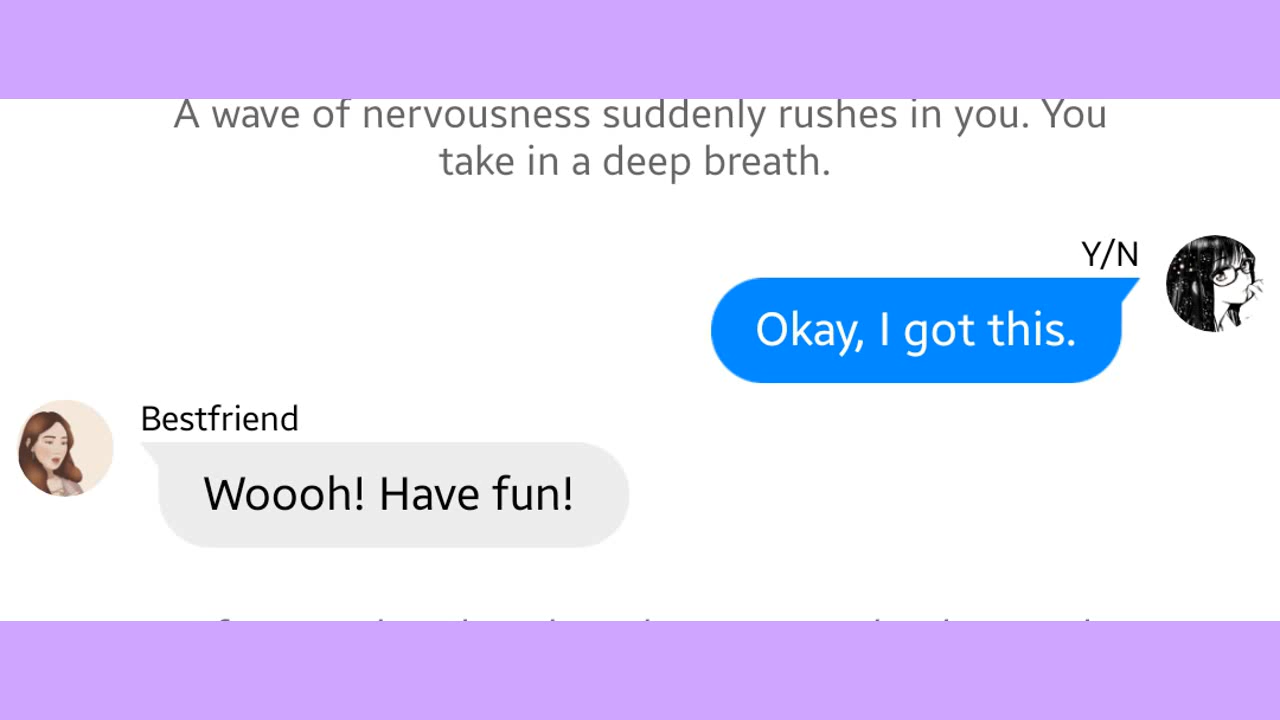 A wave of nervousness suddenly rushes in you. You
take in a deep breath.
Y/N
Okay, I got this.
Bestfriend
Woooh! Have fun!